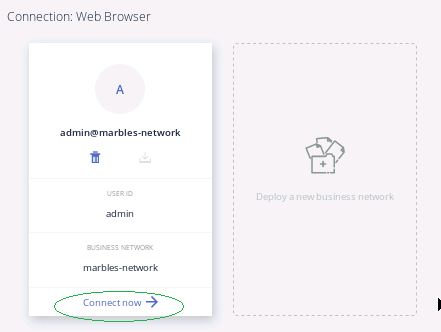 Connection: Web Browser
A
admin@marbles-network
USER ID
admin
BUSINESS NETWORK
marbles-network
Connect now
Deploy a new business network